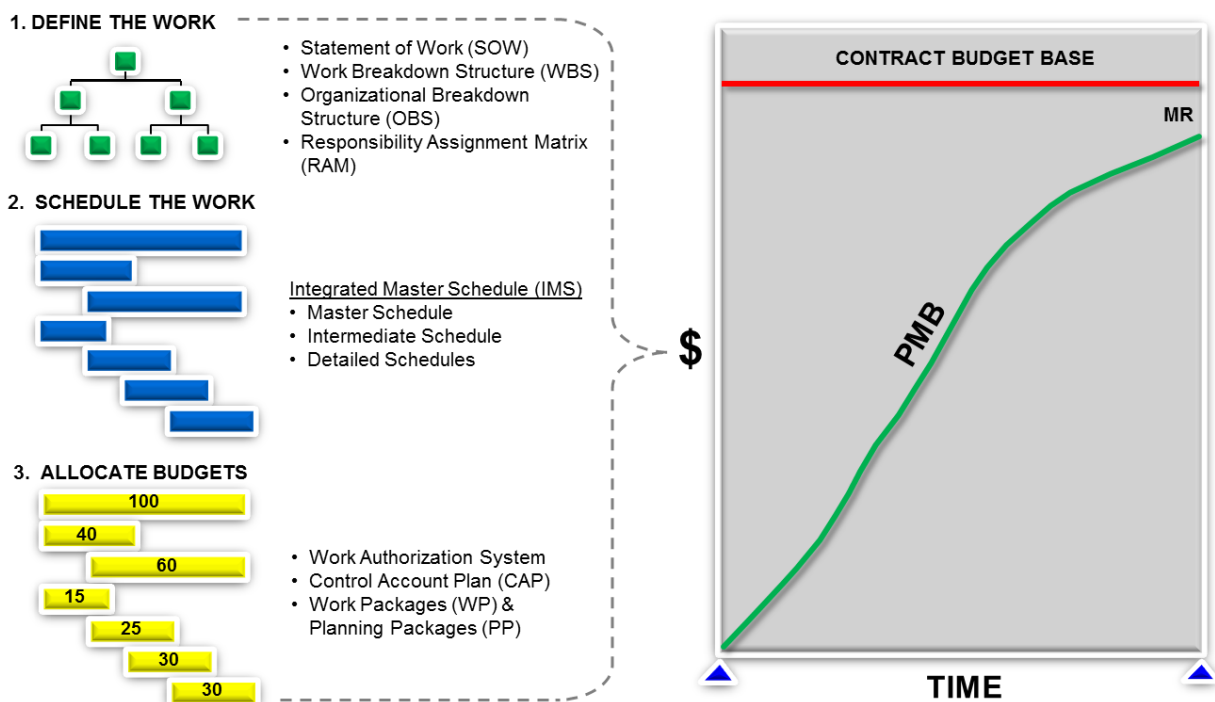 1. DEFINE THE WORK
• Statement of Work (SOW)
• Work Breakdown Structure (WBS)
• Organizational Breakdown
Structure (OBS)
• Responsibility Assignment Matrix
(RAM)
2. SCHEDULE THE WORK
Integrated Master Schedule (IMS)
• Master Schedule
• Intermediate Schedule
• Detailed Schedules
3. ALLOCATE BUDGETS
100
40
60
15
25
30
30
• Work Authorization System
• Control Account Plan (CAP)
• Work Packages (WP) &
Planning Packages (PP)
$
CONTRACT BUDGET BASE
MR
PMB
TIME